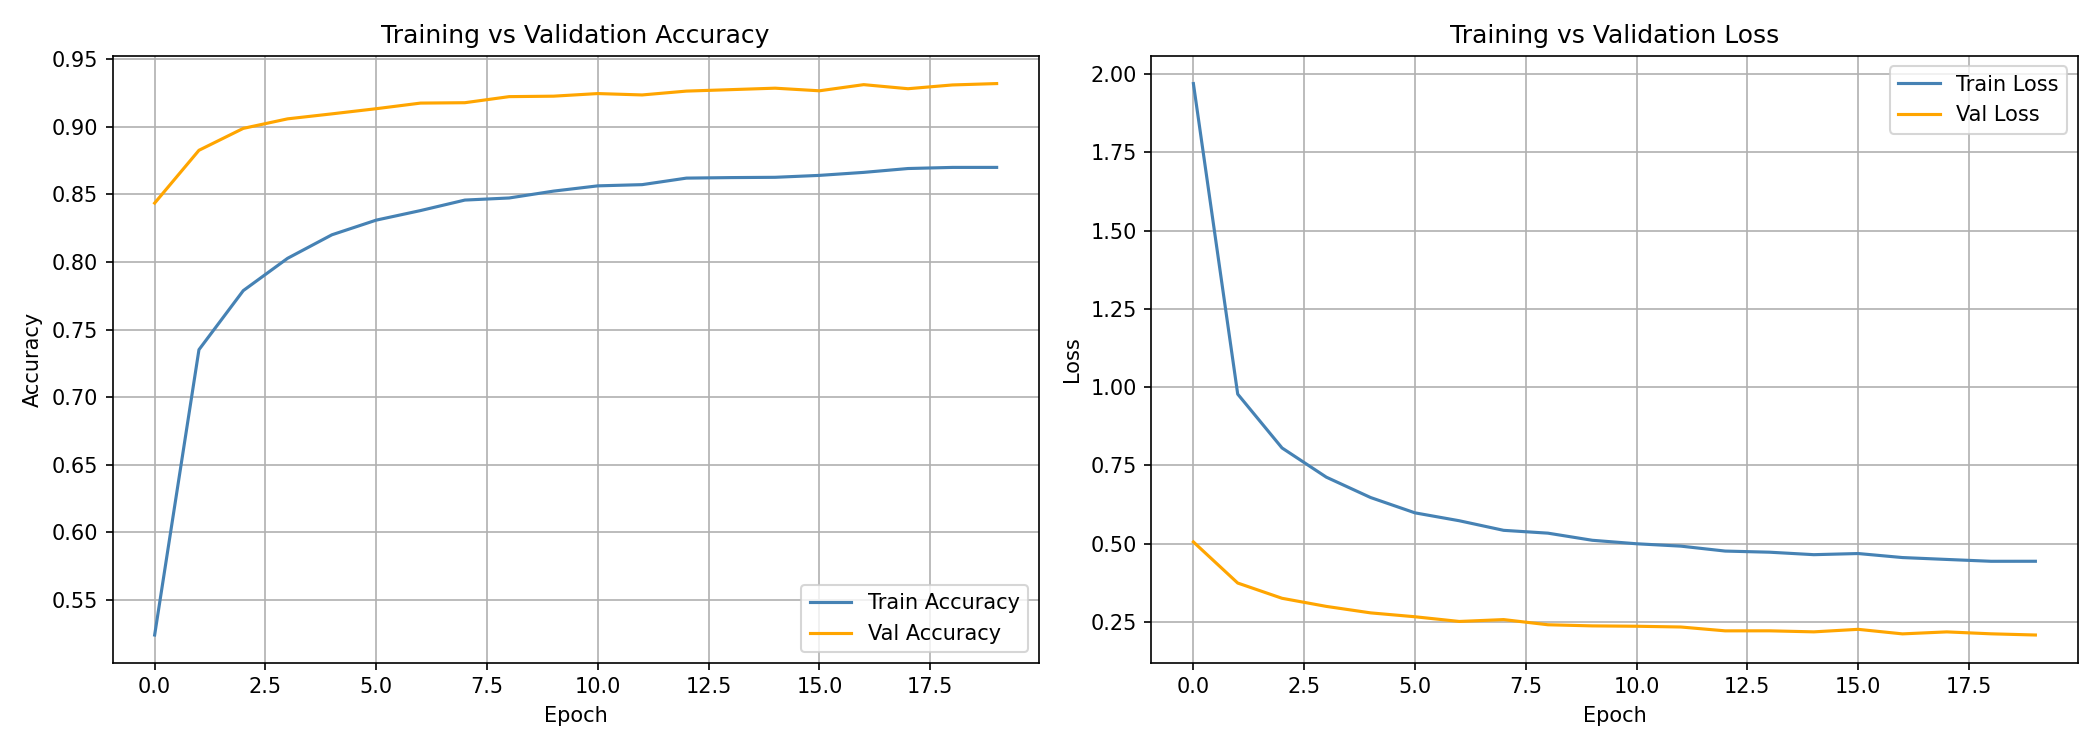 Training vs Validation Accuracy
0.95
0.90
0.85
0.80
0.75
0.70
0.65
0.60
0.55
Accuracy
Train Accuracy
Val Accuracy
0.0 2.5 5.0 7.5 10.0 12.5 15.0 17.5
Epoch
Training vs Validation Loss
2.00
1.75
1.50
1.25
1.00
0.75
0.50
0.25
Loss
Train Loss
Val Loss
0.0 2.5 5.0 7.5 10.0 12.5 15.0 17.5
Epoch